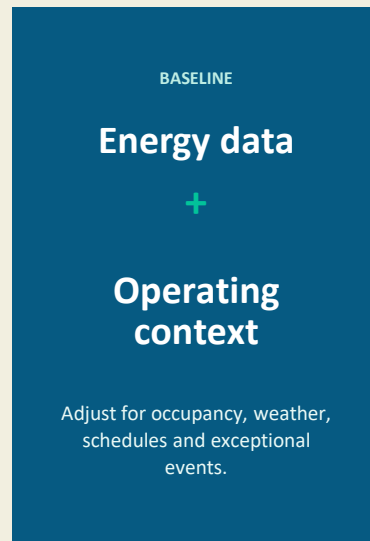 BASELINE
Energy data
+
Operating
context
Adjust for occupancy, weather,
schedules and exceptional
events.